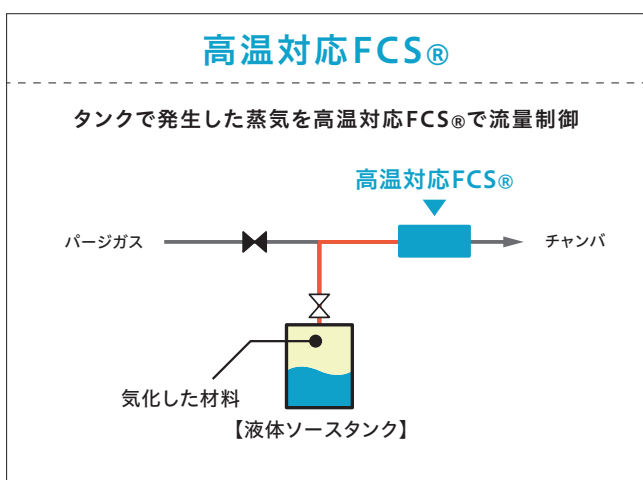 高温対応FCS®
タンクで発生した蒸気を高温対応FCS®で流量制御
高温対応FCS®
パージガス
チャンバ
気化した材料
【液体ソースタンク】